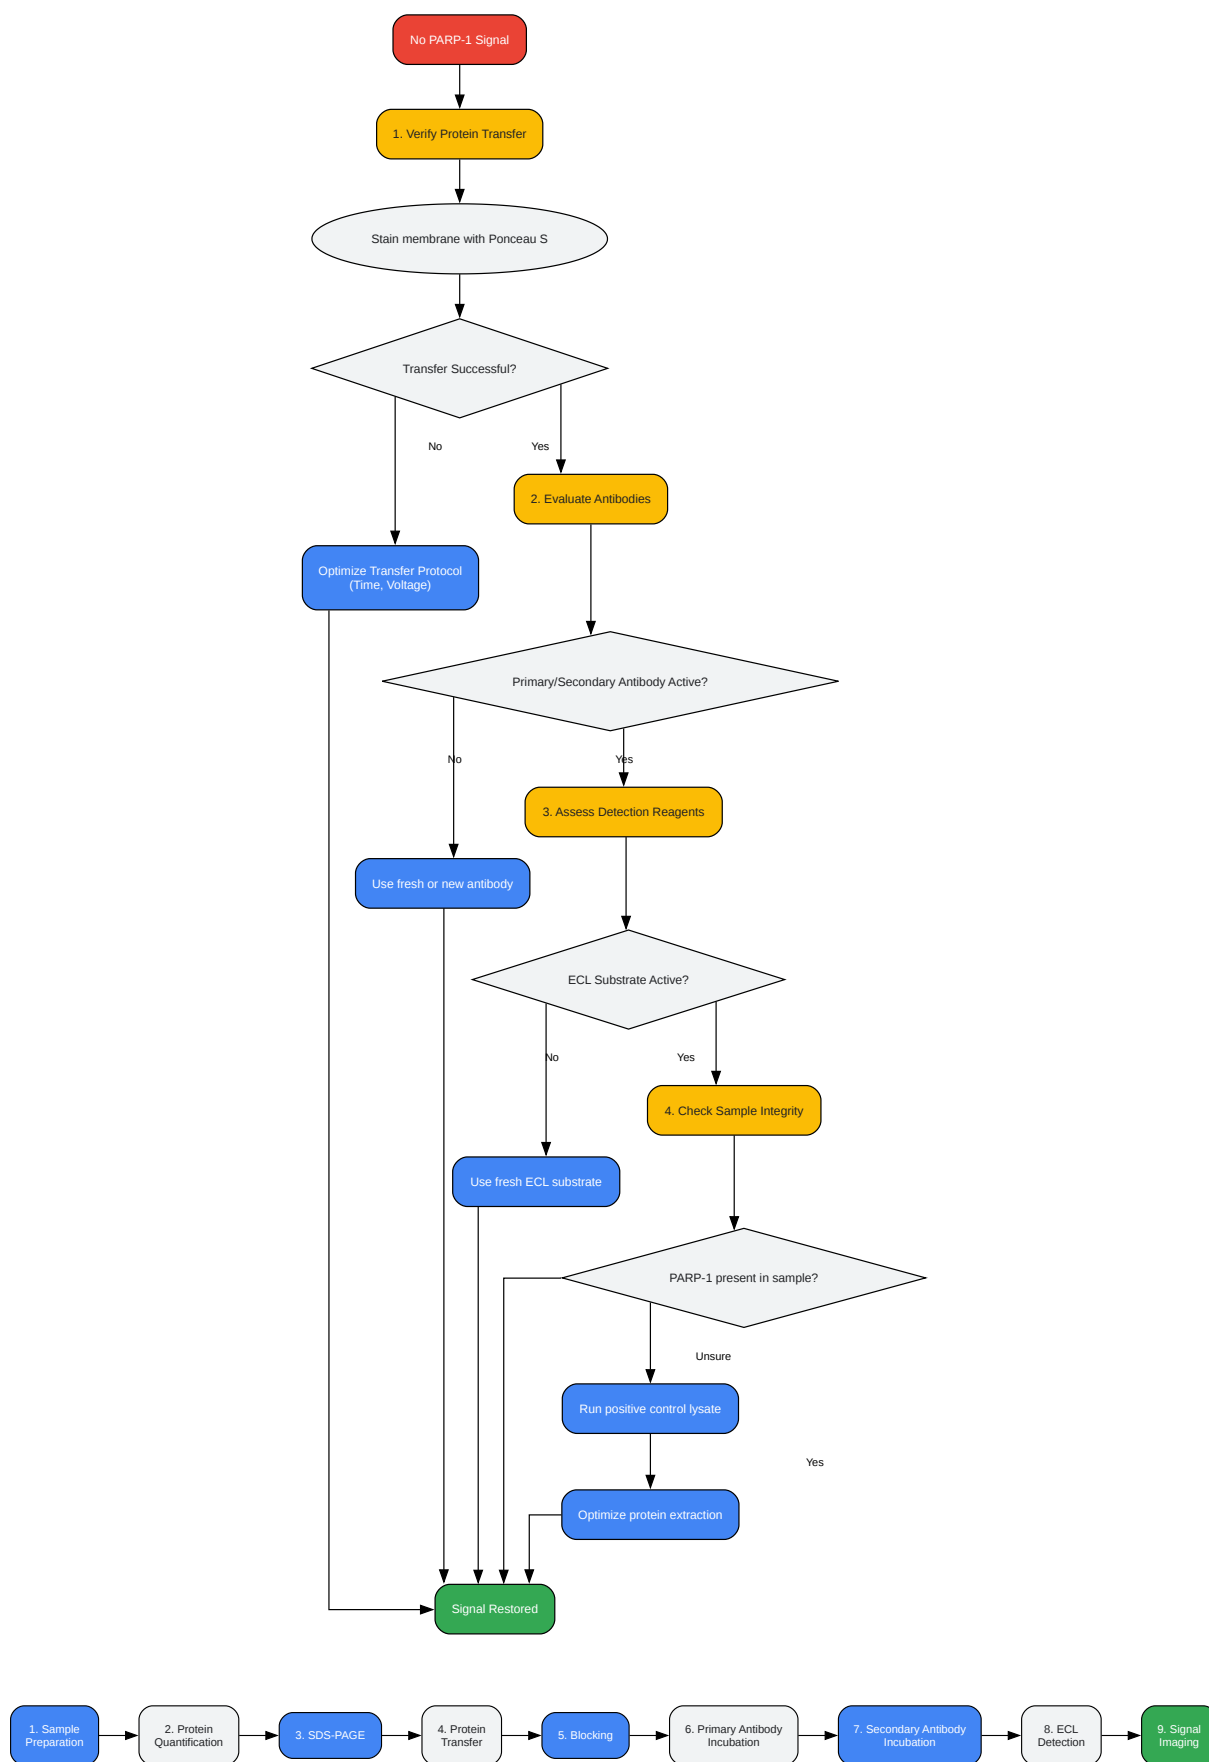 No PARP-1 Signal
1. Verify Protein Transfer
Stain membrane with Ponceau S
Transfer Successful?
No
Yes
2. Evaluate Antibodies
Optimize Transfer Protocol
(Time, Voltage)
Primary/Secondary Antibody Active?
No
Yes
3. Assess Detection Reagents
Use fresh or new antibody
ECL Substrate Active?
No
Yes
4. Check Sample Integrity
Use fresh ECL substrate
PARP-1 present in sample?
Unsure
Run positive control lysate
Yes
Optimize protein extraction
Signal Restored
1. Sample
Preparation
2. Protein
Quantification
3. SDS-PAGE
4. Protein
Transfer
5. Blocking
6. Primary Antibody
Incubation
7. Secondary Antibody
Incubation
8. ECL
Detection
9. Signal
Imaging